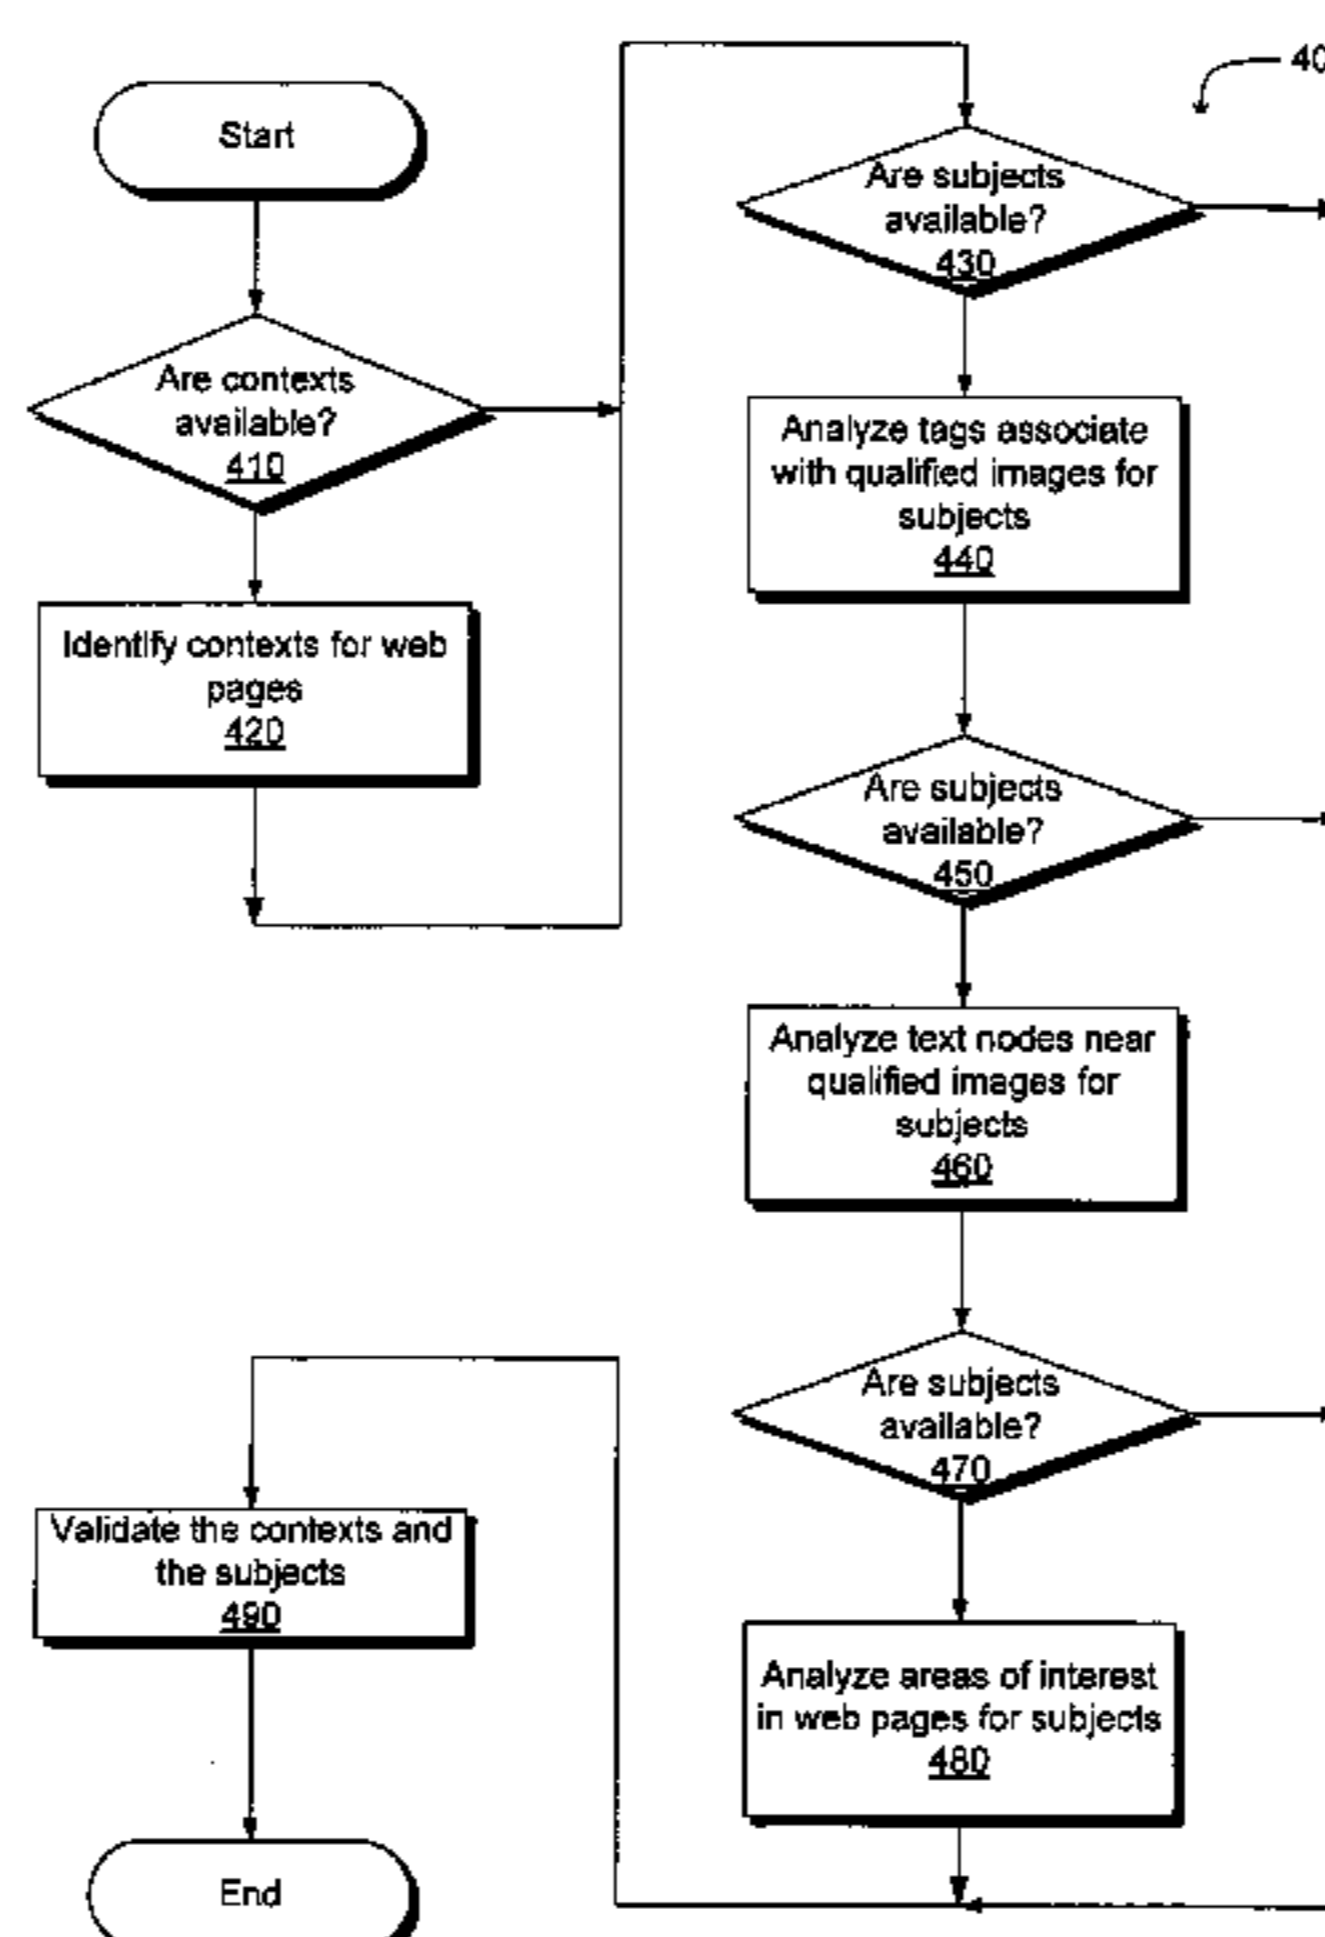 Start
Are contexts
available?
410
Identify contexts for web
pages
420
40
Are subjects
available?
430
Analyze tags associate
with qualified images for
subjects
440
Are subjects
available?
450
Analyze text nodes near
qualified images for
subjects
460
Are subjects
available?
470
Analyze areas of interest
in web pages for subjects
480
Validate the contexts and
the subjects
490
End